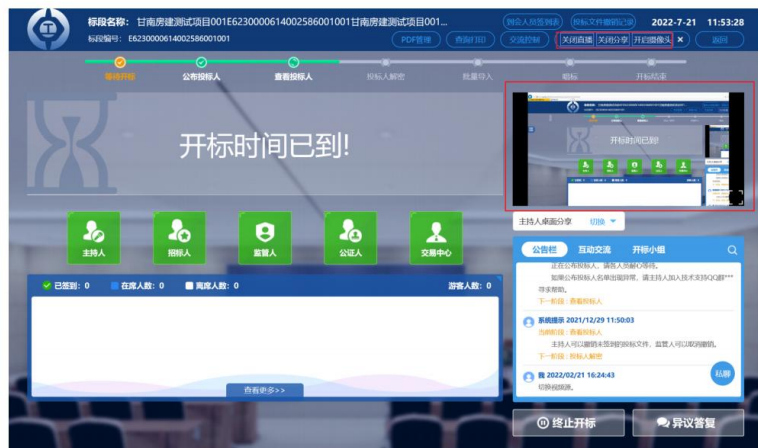 标段名称： 甘南房建测试项目001E6230000614002586001001甘南房建测试项目001...
到会人员签到表 投标文件撤销记录 2022-7-21 11:53:28
标段编号： E6230000614002586001001
PDF管理 查询打印 交流控制 关闭直播 关闭分享 开启摄像头 × 返回
等待开标 公布投标人 查看投标人 投标人解密 批量导入 唱标 开标结束
开标时间已到!
开标时间已到!
主持人 招标人 监管人 公证人 交易中心
主持人桌面分享 切换
公告栏 互动交流 开标小组
已签到：0 在席人数：0 离席人数：0 游客人数：0
正在公布投标人，请各人员耐心等待。
如果公布投标人名单出现异常，请主持人加入技术支持QQ群***
寻求帮助。
下一阶段：查看投标人
系统提示 2021/12/29 11:50:03
当前阶段：查看投标人
主持人可以撤销未签到的投标文件，监管人可以取消撤销。
下一阶段：投标人解密
我 2022/02/21 16:24:43
切换视频源。
私聊
查看更多>>
终止开标 异议答复